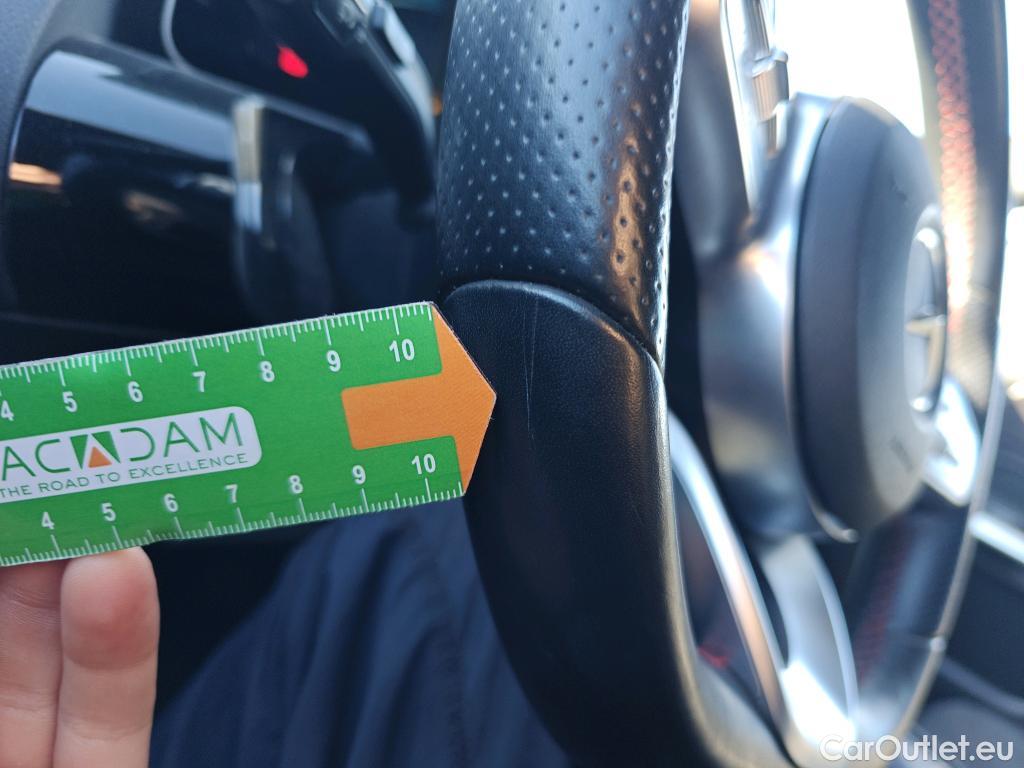 4 5 6 7 8 9 10
ACADAM
THE ROAD TO EXCELLENCE
4 5 6 7 8 9 10
CarOutlet.eu